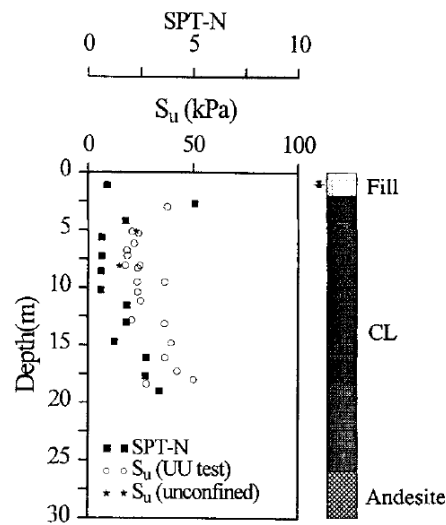 SPT-N
0 5 10
S_u (kPa)
0 50 100
0
5
10
15
20
25
30
Depth(m)
Fill
CL
Andesite
SPT-N
S_u (UU test)
S_u (unconfined)